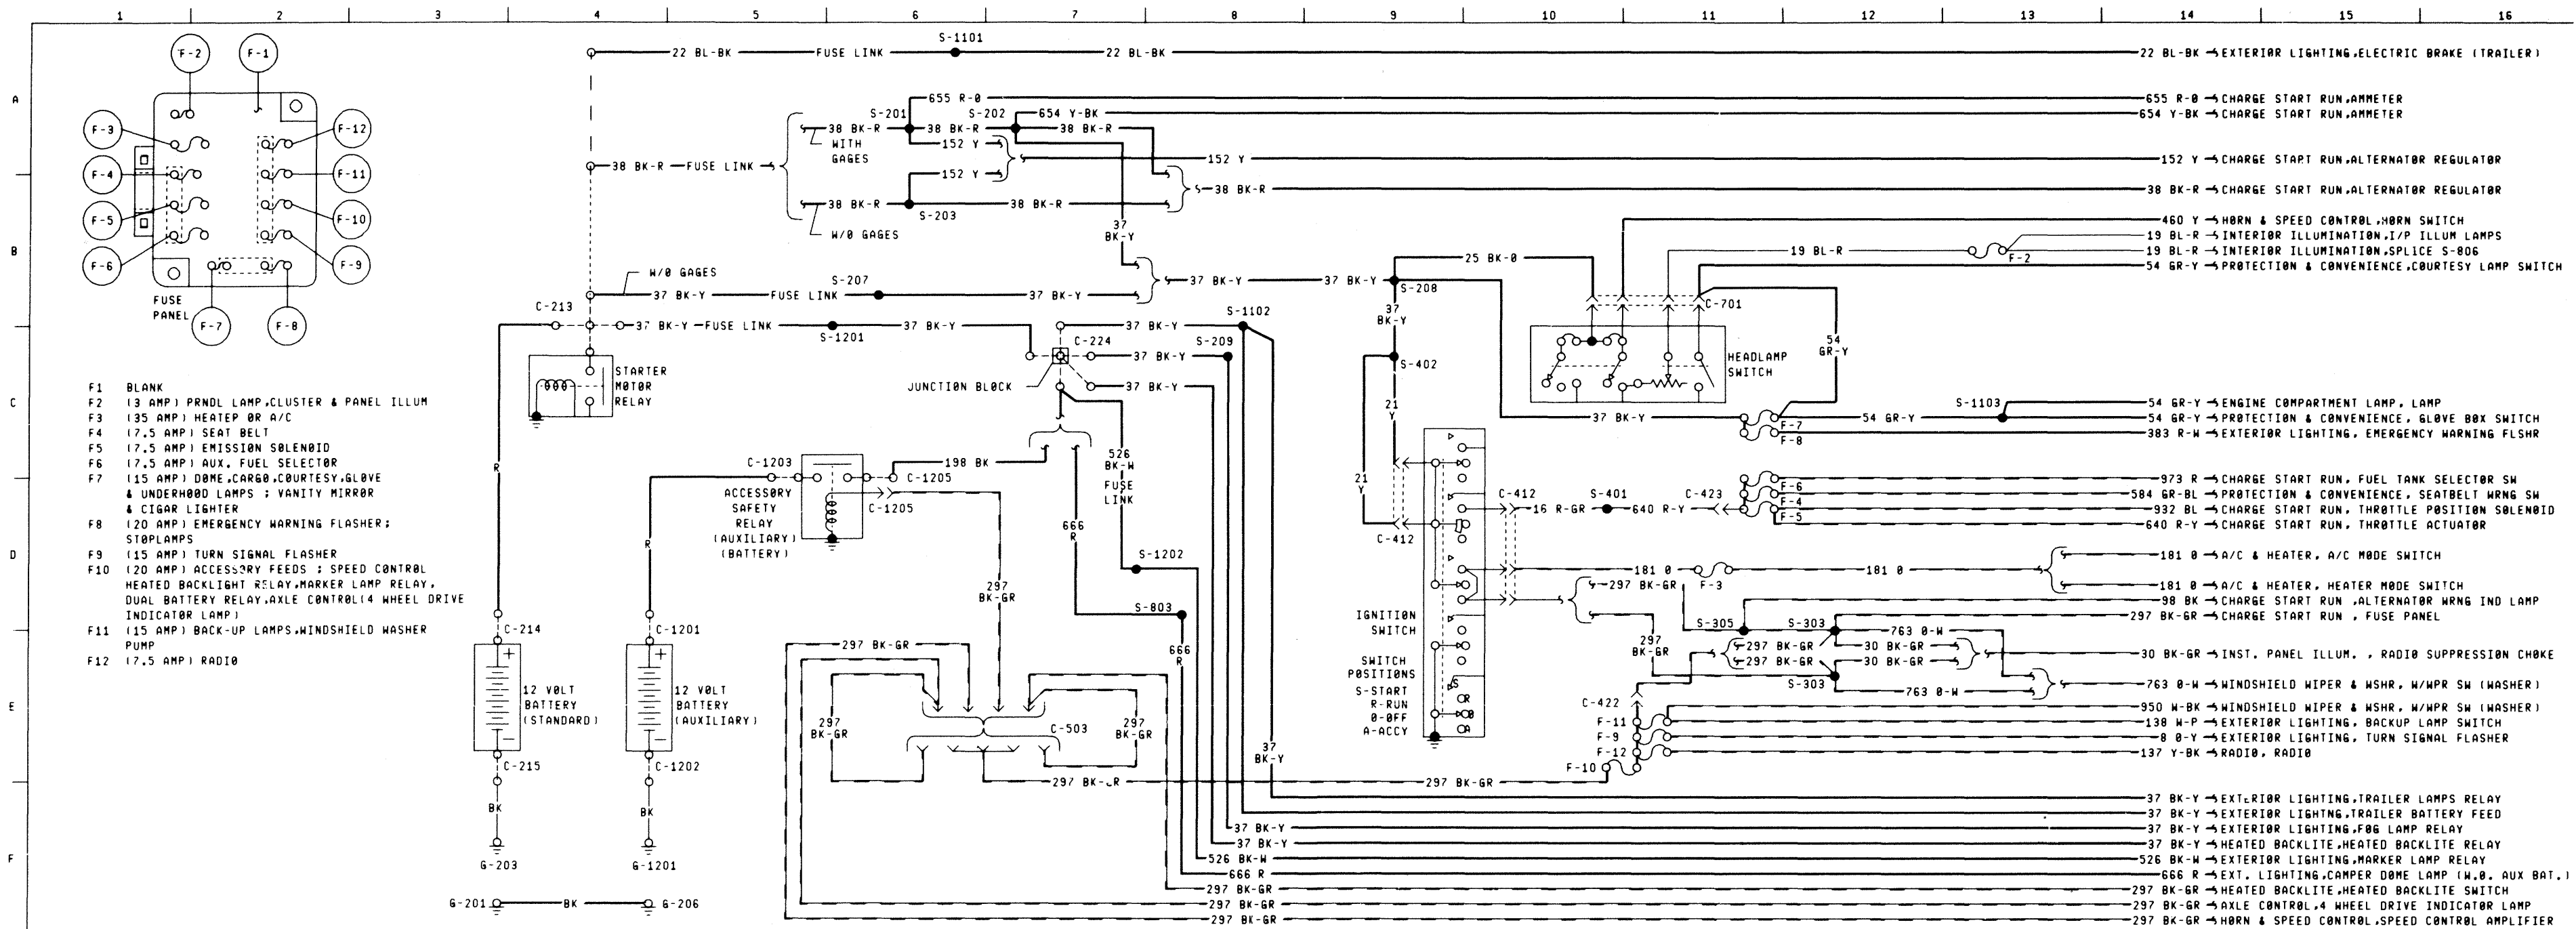 1 2 3 4 5 6 7 8 9 10 11 12 13 14 15 16
A
B
C
D
E
F
F-2
F-1
F-3
F-12
F-4
F-11
F-5
F-10
F-6
F-9
F-7
F-8
FUSE
PANEL
F1 BLANK
F2 (3 AMP) PRNDL LAMP,CLUSTER & PANEL ILLUM
F3 (35 AMP) HEATEP OR A/C
F4 (7.5 AMP) SEAT BELT
F5 (7.5 AMP) EMISSION SOLENOID
F6 (7.5 AMP) AUX. FUEL SELECTOR
F7 (15 AMP) DOME,CARGO,COURTESY,GLOVE
& UNDERHOOD LAMPS ; VANITY MIRROR
& CIGAR LIGHTER
F8 (20 AMP) EMERGENCY WARNING FLASHER;
STOPLAMPS
F9 (15 AMP) TURN SIGNAL FLASHER
F10 (20 AMP) ACCESSORY FEEDS ; SPEED CONTROL
HEATED BACKLIGHT RELAY,MARKER LAMP RELAY,
DUAL BATTERY RELAY,AXLE CONTROL(4 WHEEL DRIVE
INDICATOR LAMP)
F11 (15 AMP) BACK-UP LAMPS,WINDSHIELD WASHER
PUMP
F12 (7.5 AMP) RADIO
22 BL-BK FUSE LINK S-1101 22 BL-BK
38 BK-R FUSE LINK
S-201 655 R-O
38 BK-R 38 BK-R S-202 654 Y-BK
38 BK-R
WITH
GAGES
152 Y
152 Y
152 Y
38 BK-R S-203 38 BK-R
38 BK-R
W/O GAGES
37
BK-Y
W/O GAGES
37 BK-Y FUSE LINK S-207 37 BK-Y
37 BK-Y 37 BK-Y
S-208
25 BK-O
C-213
37 BK-Y FUSE LINK S-1201 37 BK-Y
37 BK-Y S-1102
C-224
37 BK-Y S-209
JUNCTION BLOCK
37 BK-Y
STARTER
MOTOR
RELAY
37
BK-Y
S-402
21
Y
21
Y
19 BL-R
19 BL-R
F-2
C-701
54
GR-Y
HEADLAMP
SWITCH
37 BK-Y
F-7
F-8
54 GR-Y S-1103
R
R
C-1203
198 BK
C-1205
C-1205
ACCESSORY
SAFETY
RELAY
(AUXILIARY)
(BATTERY)
526
BK-W
FUSE
LINK
666
R
297
BK-GR
S-1202
S-803
666
R
C-412
C-412
16 R-GR S-401 640 R-Y C-423
F-6
F-4
F-5
181 O F-3 181 O
297 BK-GR
IGNITION
SWITCH
SWITCH
POSITIONS
S-START
R-RUN
O-OFF
A-ACCY
S
R
O
A
297
BK-GR
S-305 S-303 763 O-W
297 BK-GR 30 BK-GR
297 BK-GR 30 BK-GR
S-303 763 O-W
C-422
F-11
F-9
F-12
F-10
C-214
+
12 VOLT
BATTERY
(STANDARD)
C-215
BK
G-203
C-1201
+
12 VOLT
BATTERY
(AUXILIARY)
C-1202
BK
G-1201
G-201 BK G-206
297 BK-GR
297
BK-GR
297
BK-GR
C-503
297 BK-GR
297 BK-GR
37
BK-Y
37 BK-Y
37 BK-Y
526 BK-W
666 R
297 BK-GR
297 BK-GR
297 BK-GR
22 BL-BK EXTERIOR LIGHTING,ELECTRIC BRAKE (TRAILER)
655 R-O CHARGE START RUN,AMMETER
654 Y-BK CHARGE START RUN,AMMETER
152 Y CHARGE START RUN,ALTERNATOR REGULATOR
38 BK-R CHARGE START RUN,ALTERNATOR REGULATOR
460 Y HORN & SPEED CONTROL,HORN SWITCH
19 BL-R INTERIOR ILLUMINATION,I/P ILLUM LAMPS
19 BL-R INTERIOR ILLUMINATION,SPLICE S-806
54 GR-Y PROTECTION & CONVENIENCE,COURTESY LAMP SWITCH
54 GR-Y ENGINE COMPARTMENT LAMP, LAMP
54 GR-Y PROTECTION & CONVENIENCE, GLOVE BOX SWITCH
383 R-W EXTERIOR LIGHTING, EMERGENCY WARNING FLSHR
973 R CHARGE START RUN, FUEL TANK SELECTOR SW
584 GR-BL PROTECTION & CONVENIENCE, SEATBELT WRNG SW
932 BL CHARGE START RUN, THROTTLE POSITION SOLENOID
640 R-Y CHARGE START RUN, THROTTLE ACTUATOR
181 O A/C & HEATER, A/C MODE SWITCH
181 O A/C & HEATER, HEATER MODE SWITCH
98 BK CHARGE START RUN ,ALTERNATOR WRNG IND LAMP
297 BK-GR CHARGE START RUN , FUSE PANEL
30 BK-GR INST. PANEL ILLUM. , RADIO SUPPRESSION CHOKE
763 O-W WINDSHIELD WIPER & WSHR, W/WPR SW (WASHER)
950 W-BK WINDSHIELD WIPER & WSHR, W/WPR SW (WASHER)
138 W-P EXTERIOR LIGHTING, BACKUP LAMP SWITCH
8 O-Y EXTERIOR LIGHTING, TURN SIGNAL FLASHER
137 Y-BK RADIO, RADIO
37 BK-Y EXTERIOR LIGHTING,TRAILER LAMPS RELAY
37 BK-Y EXTERIOR LIGHTNG,TRAILER BATTERY FEED
37 BK-Y EXTERIOR LIGHTING,FOG LAMP RELAY
37 BK-Y HEATED BACKLITE,HEATED BACKLITE RELAY
526 BK-W EXTERIOR LIGHTING,MARKER LAMP RELAY
666 R EXT. LIGHTING,CAMPER DOME LAMP (W.O. AUX BAT.)
297 BK-GR HEATED BACKLITE,HEATED BACKLITE SWITCH
297 BK-GR AXLE CONTROL,4 WHEEL DRIVE INDICATOR LAMP
297 BK-GR HORN & SPEED CONTROL,SPEED CONTROL AMPLIFIER